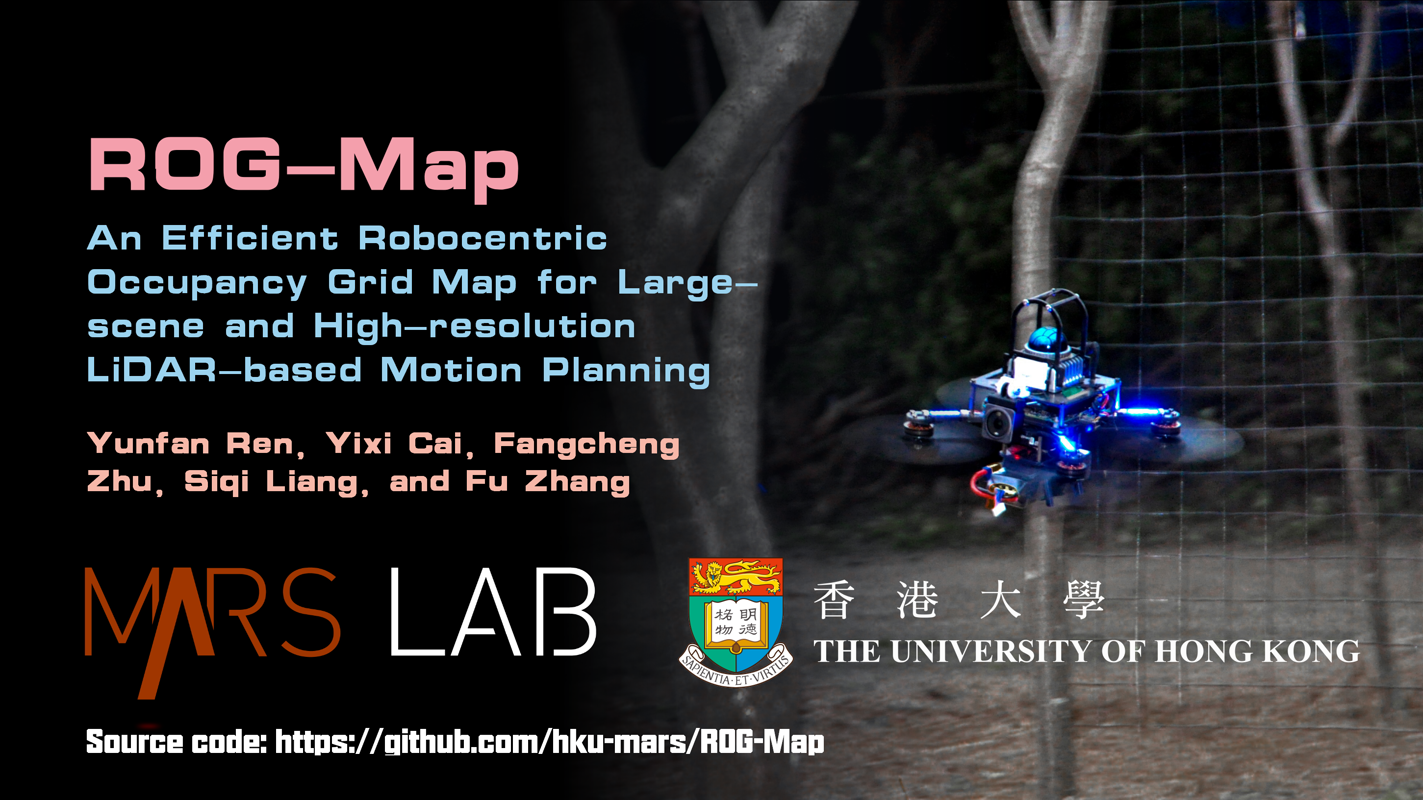 ROG-Map
An Efficient Robocentric
Occupancy Grid Map for Large-
scene and High-resolution
LiDAR-based Motion Planning
Yunfan Ren, Yixi Cai, Fangcheng
Zhu, Siqi Liang, and Fu Zhang
MARS LAB
明德
格物
SAPIENTIA·ET·VIRTUS
香港大學
THE UNIVERSITY OF HONG KONG
Source code: https://github.com/hku-mars/ROG-Map